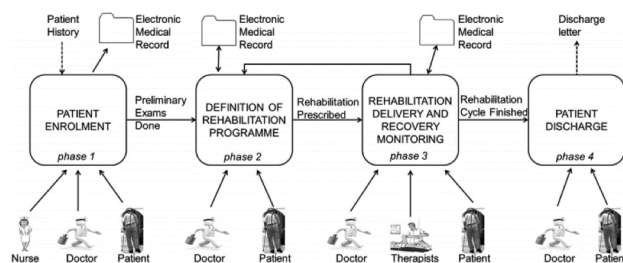 Patient
History
Electronic
Medical
Record
Electronic
Medical
Record
Electronic
Medical
Record
Discharge
letter
PATIENT
ENROLMENT
phase 1
Preliminary
Exams
Done
DEFINITION OF
REHABILITATION
PROGRAMME
phase 2
Rehabilitation
Prescribed
REHABILITATION
DELIVERY AND
RECOVERY
MONITORING
phase 3
Rehabilitation
Cycle Finished
PATIENT
DISCHARGE
phase 4
Nurse
Doctor
Patient
Doctor
Patient
Doctor
Therapists
Patient
Doctor
Patient